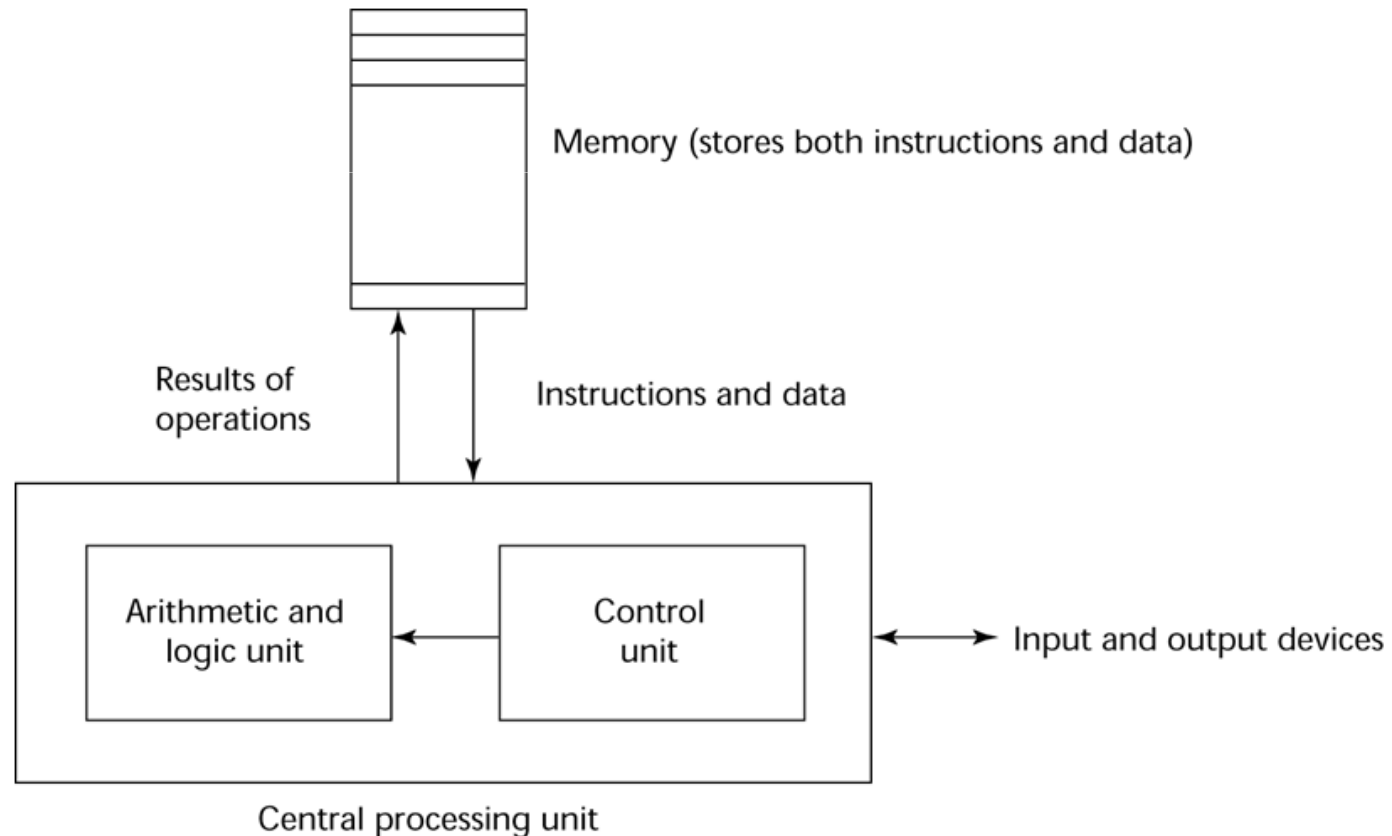 Memory (stores both instructions and data)
Results of
operations
Instructions and data
Arithmetic and
logic unit
Control
unit
Input and output devices
Central processing unit